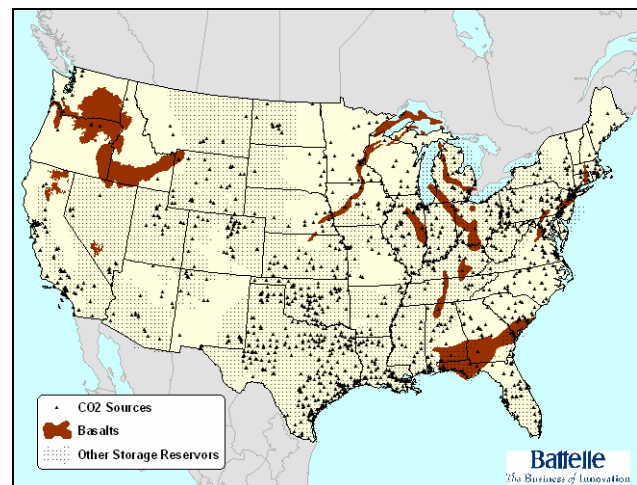 CO2 Sources
Basalts
Other Storage Reservors
Battelle
The Business of Innovation